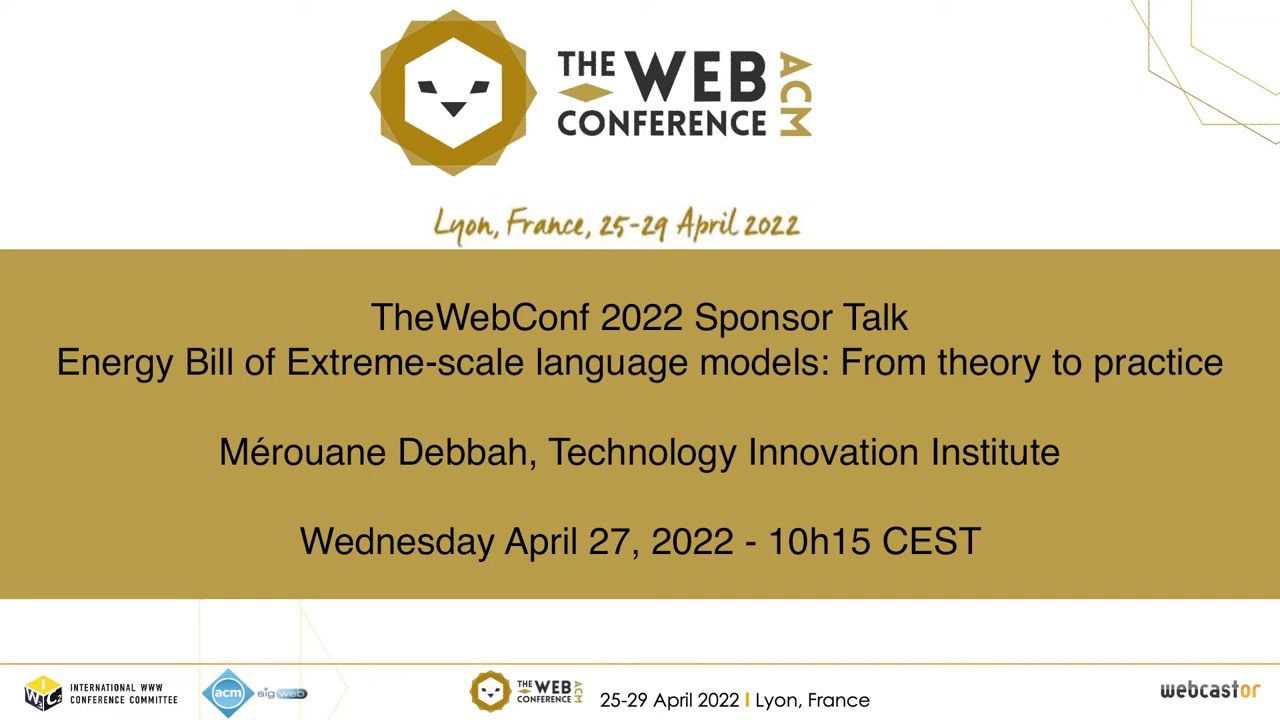 THE WEB CONFERENCE ACM
Lyon, France, 25-29 April 2022
TheWebConf 2022 Sponsor Talk
Energy Bill of Extreme-scale language models: From theory to practice
Mérouane Debbah, Technology Innovation Institute
Wednesday April 27, 2022 - 10h15 CEST
IW3C2
INTERNATIONAL WWW
CONFERENCE COMMITTEE
acm
sigweb
THE WEB CONFERENCE ACM
25-29 April 2022 I Lyon, France
webcastor